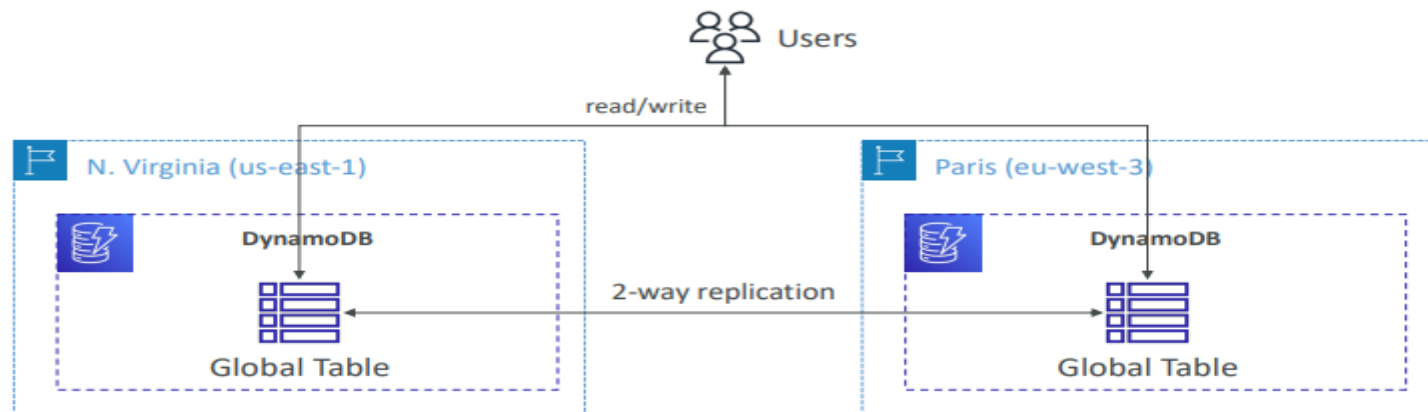 Users
read/write
N. Virginia (us-east-1)
Paris (eu-west-3)
DynamoDB
DynamoDB
2-way replication
Global Table
Global Table